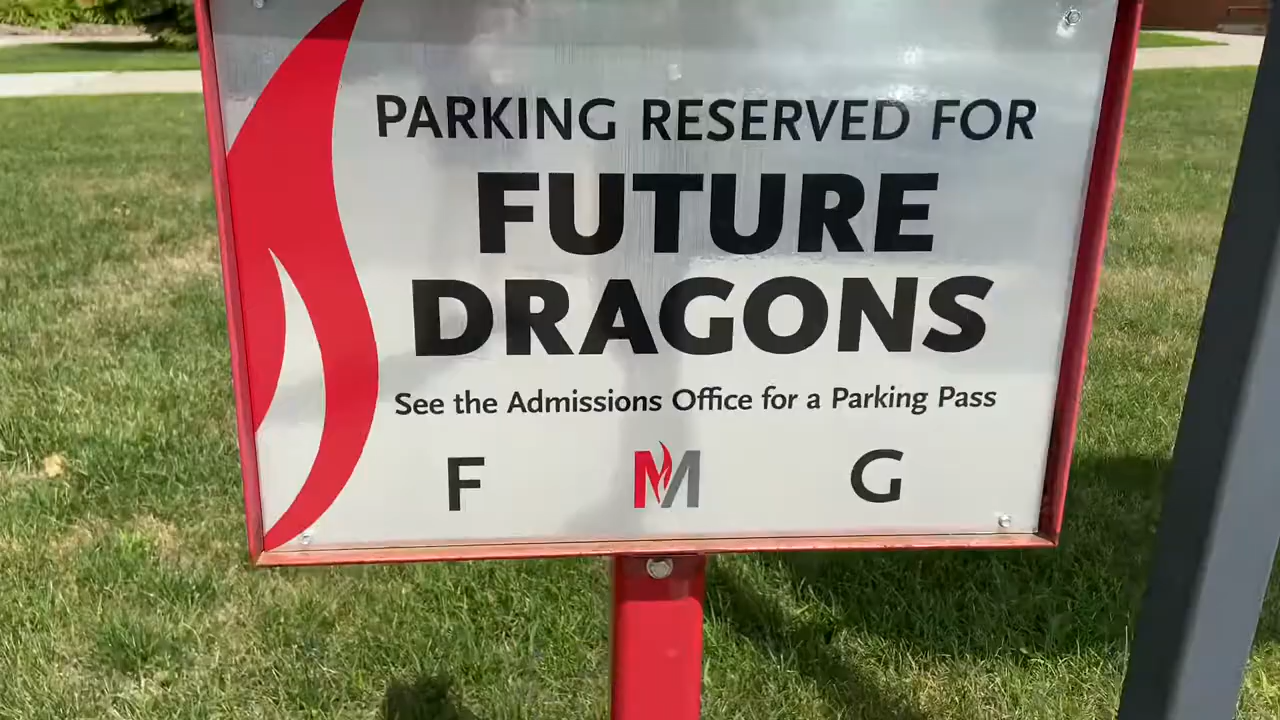 PARKING RESERVED FOR
FUTURE
DRAGONS
See the Admissions Office for a Parking Pass
F M G